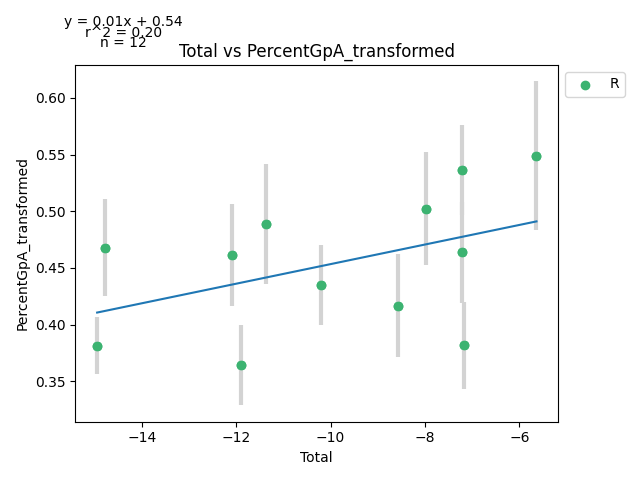 y = 0.01x + 0.54
r^2 = 0.20
n = 12
Total vs PercentGpA_transformed
R
PercentGpA_transformed
0.60
0.55
0.50
0.45
0.40
0.35
−14 −12 −10 −8 −6
Total